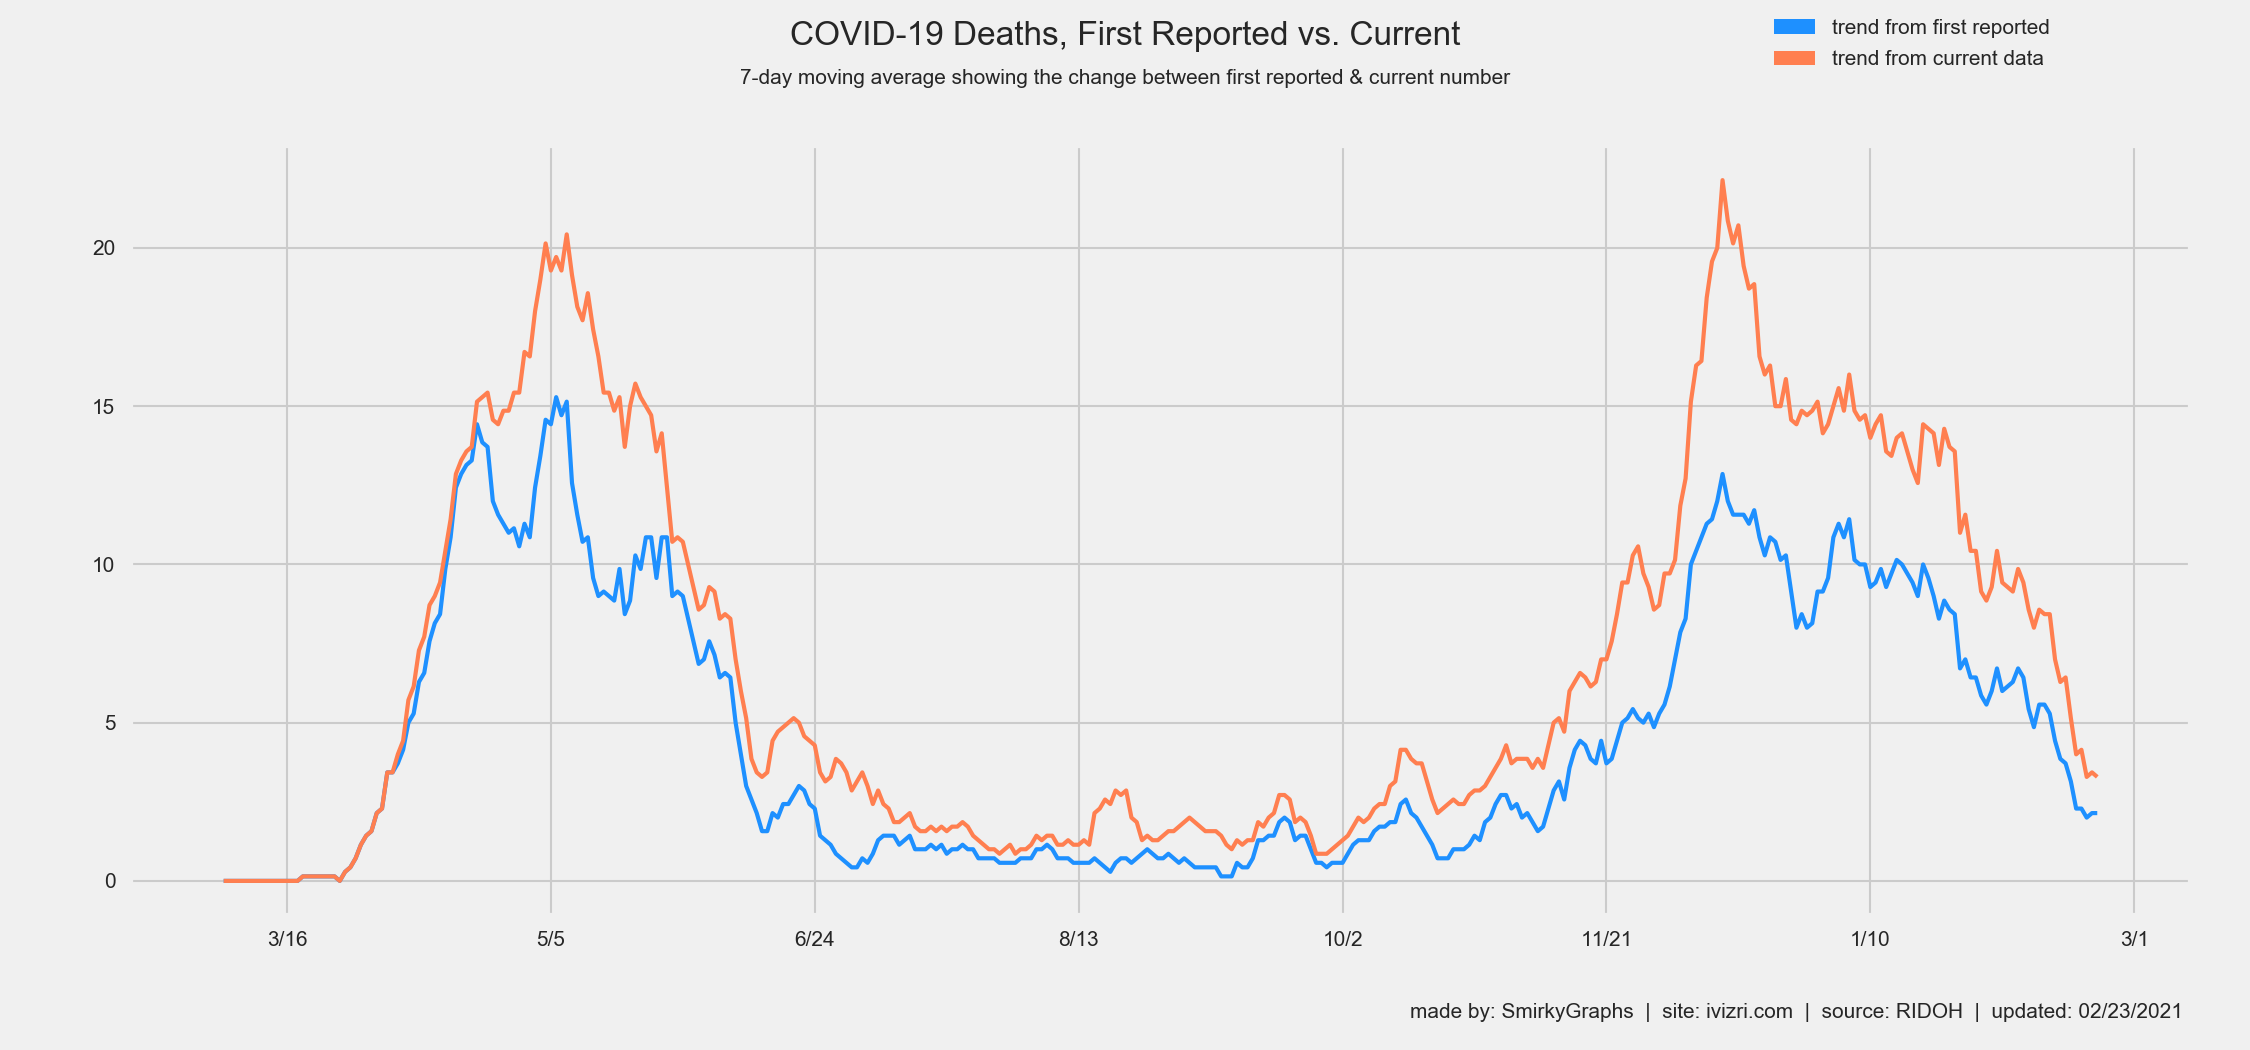 COVID-19 Deaths, First Reported vs. Current
7-day moving average showing the change between first reported & current number
trend from first reported
trend from current data
20
15
10
5
0
3/16 5/5 6/24 8/13 10/2 11/21 1/10 3/1
made by: SmirkyGraphs | site: ivizri.com | source: RIDOH | updated: 02/23/2021